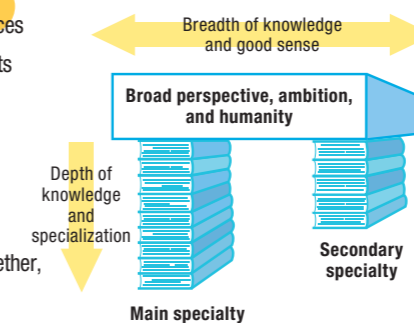 Breadth of knowledge
and good sense
Broad perspective, ambition,
and humanity
Depth of
knowledge
and
specialization
Secondary
specialty
Main specialty